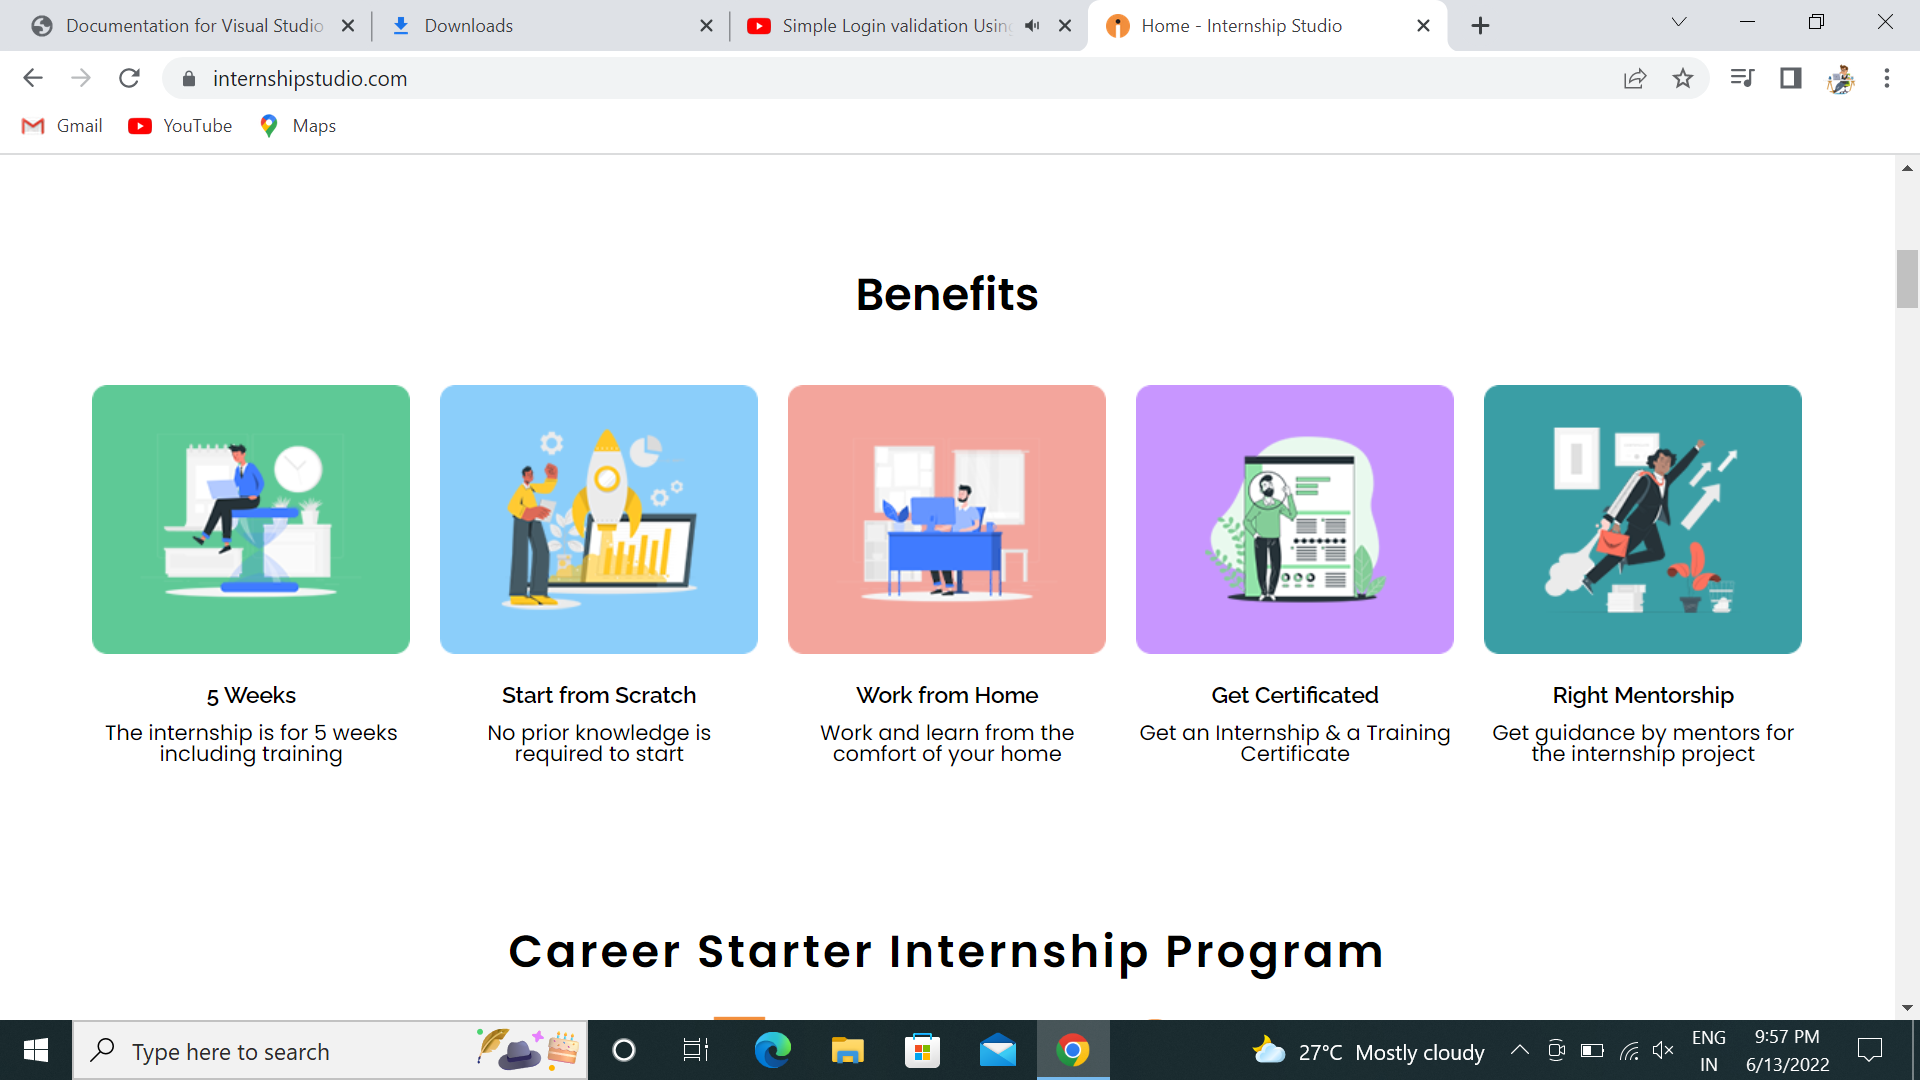 Documentation for Visual Studio
Downloads
Simple Login validation Usin
Home - Internship Studio
internshipstudio.com
Gmail
YouTube
Maps
Benefits
5 Weeks
The internship is for 5 weeks
including training
Start from Scratch
No prior knowledge is
required to start
Work from Home
Work and learn from the
comfort of your home
Get Certificated
Get an Internship & a Training
Certificate
Right Mentorship
Get guidance by mentors for
the internship project
Career Starter Internship Program
Type here to search
27°C Mostly cloudy
ENG
IN
9:57 PM
6/13/2022